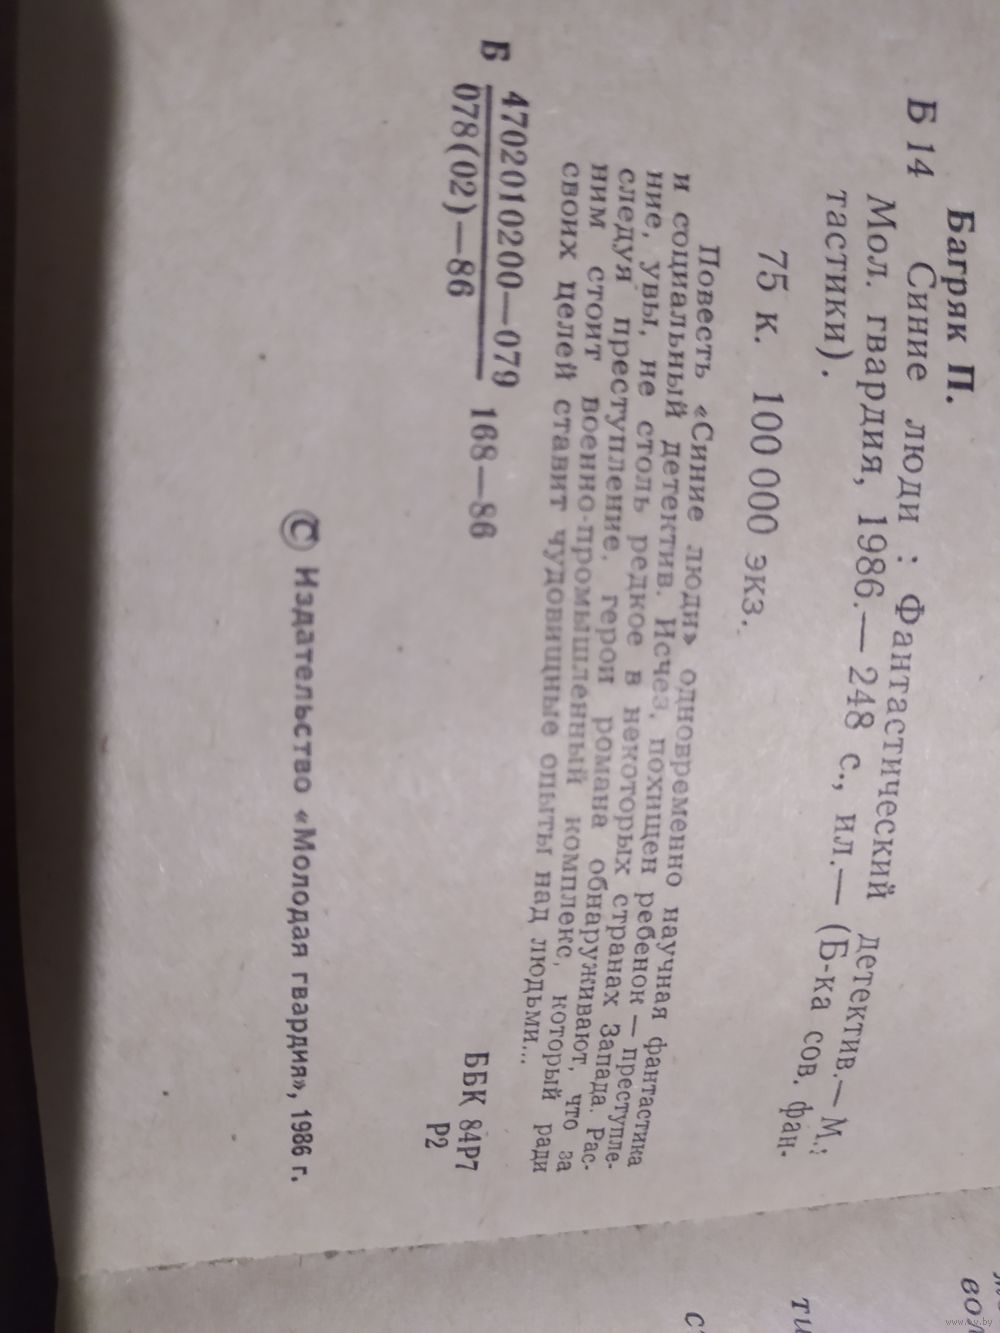 Багряк П.
Б 14 Синие люди : Фантастический детектив.— М.:
Мол. гвардия, 1986.— 248 с., ил.— (Б-ка сов. фан-
тастики).
75 к. 100 000 экз.
Повесть «Синие люди» одновременно научная фантастика
и социальный детектив. Исчез, похищен ребенок — преступле-
ние, увы, не столь редкое в некоторых странах Запада. Рас-
следуя преступление, герои романа обнаруживают, что за
ним стоит военно-промышленный комплекс, который ради
своих целей ставит чудовищные опыты над людьми...
Б 4702010200—079
078(02)—86 168—86
ББК 84Р7
Р2
© Издательство «Молодая гвардия», 1986 г.
www.ay.by